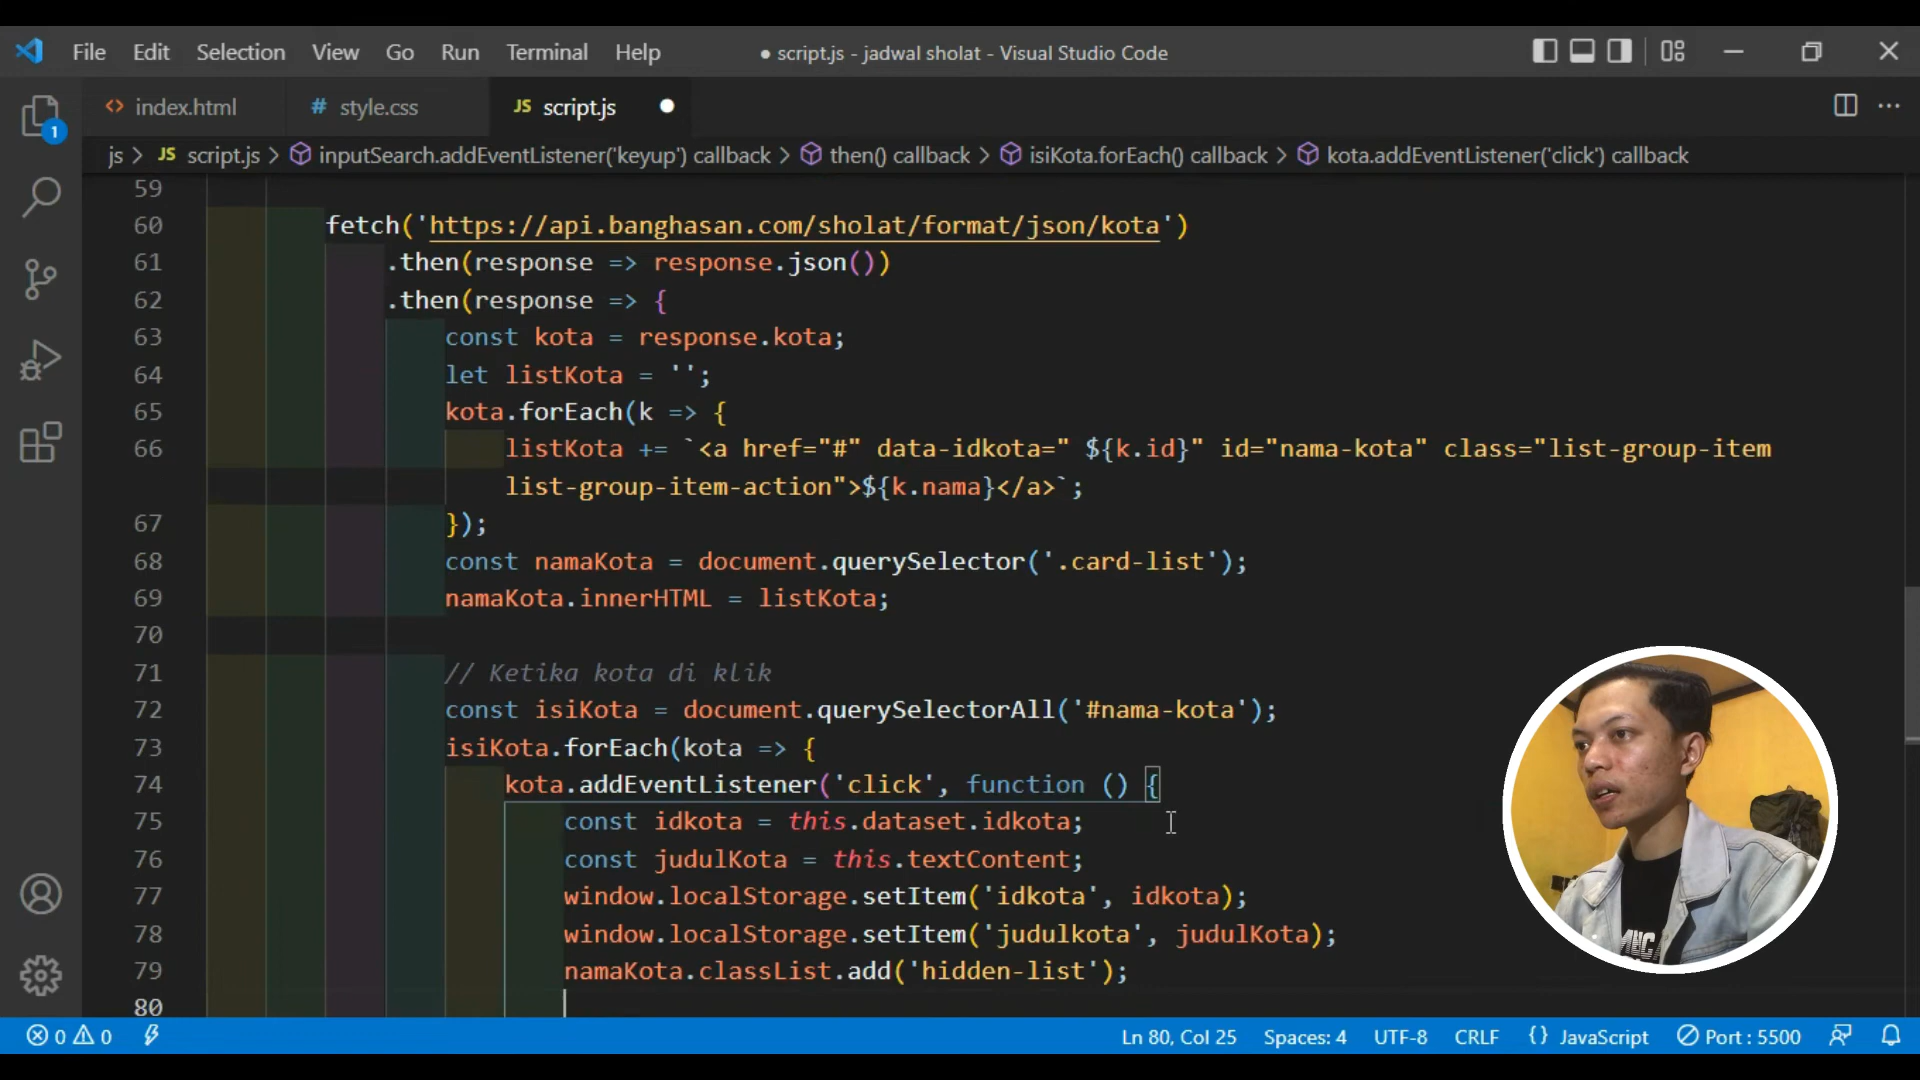 File Edit Selection View Go Run Terminal Help ● script.js - jadwal sholat - Visual Studio Code
index.html # style.css JS script.js
js > JS script.js > inputSearch.addEventListener('keyup') callback > then() callback > isiKota.forEach() callback > kota.addEventListener('click') callback
1
59
60 fetch('https://api.banghasan.com/sholat/format/json/kota')
61 .then(response => response.json())
62 .then(response => {
63 const kota = response.kota;
64 let listKota = '';
65 kota.forEach(k => {
66 listKota += `<a href="#" data-idkota=" ${k.id}" id="nama-kota" class="list-group-item
list-group-item-action">${k.nama}</a>`;
67 });
68 const namaKota = document.querySelector('.card-list');
69 namaKota.innerHTML = listKota;
70
71 // Ketika kota di klik
72 const isiKota = document.querySelectorAll('#nama-kota');
73 isiKota.forEach(kota => {
74 kota.addEventListener('click', function () {
75 const idkota = this.dataset.idkota;
76 const judulKota = this.textContent;
77 window.localStorage.setItem('idkota', idkota);
78 window.localStorage.setItem('judulkota', judulKota);
79 namaKota.classList.add('hidden-list');
80
0 0 Ln 80, Col 25 Spaces: 4 UTF-8 CRLF {} JavaScript Port : 5500